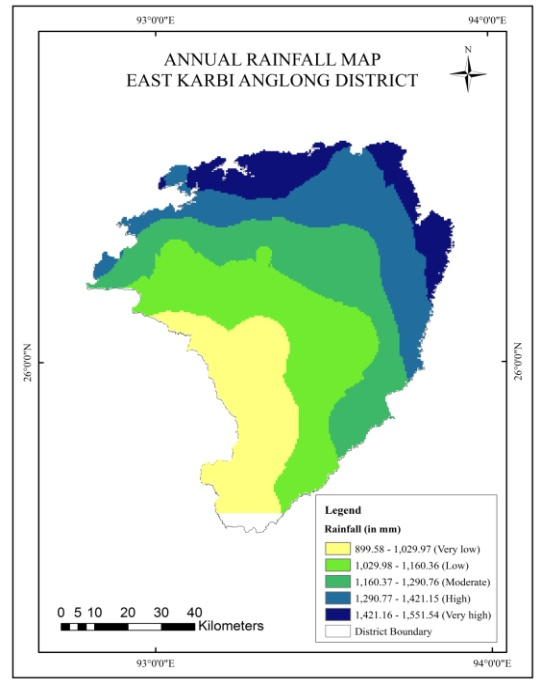 93°0'0"E 94°0'0"E
ANNUAL RAINFALL MAP
EAST KARBI ANGLONG DISTRICT
N
26°0'0"N 26°0'0"N
Legend
Rainfall (in mm)
899.58 - 1,029.97 (Very low)
1,029.98 - 1,160.36 (Low)
1,160.37 - 1,290.76 (Moderate)
1,290.77 - 1,421.15 (High)
1,421.16 - 1,551.54 (Very high)
District Boundary
0 5 10 20 30 40
Kilometers
93°0'0"E 94°0'0"E